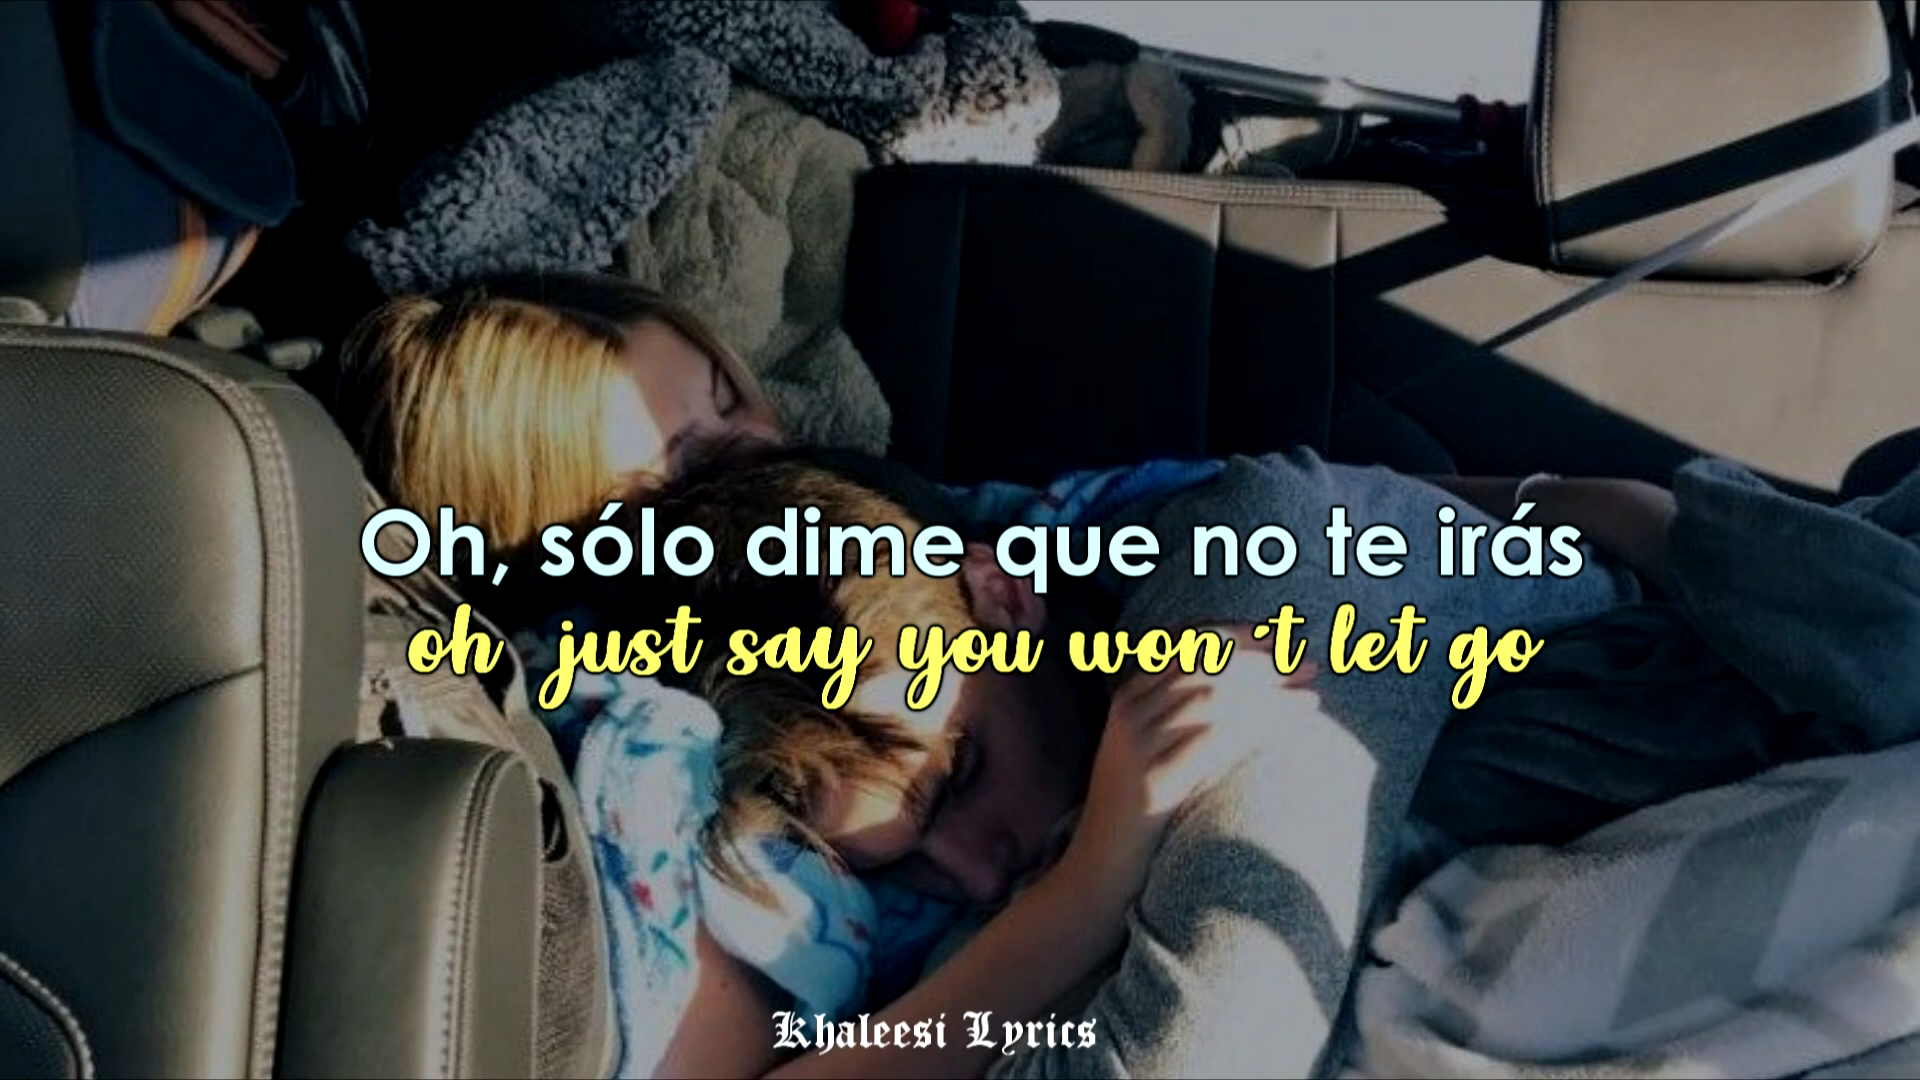 Oh, sólo dime que no te irás
oh just say you won´t let go
Khaleesi Lyrics